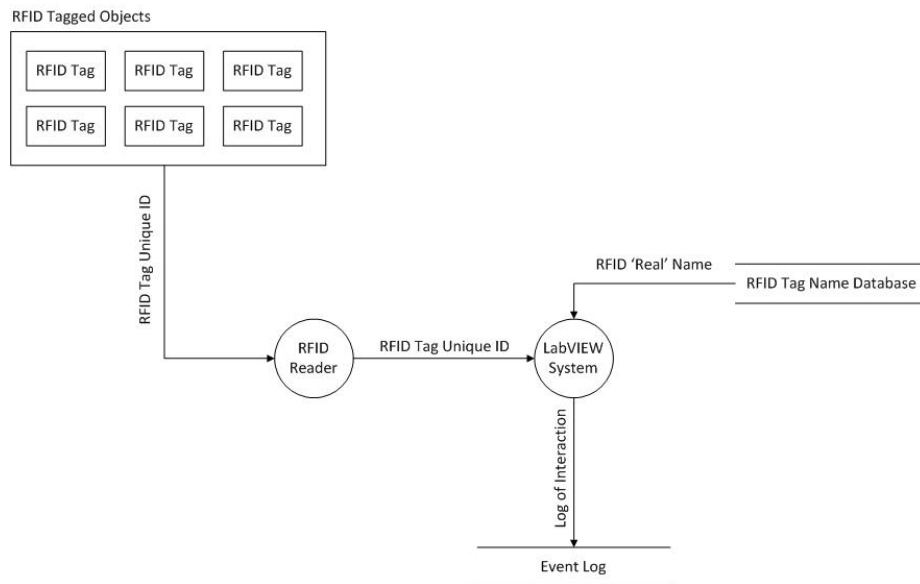 RFID Tagged Objects
RFID Tag RFID Tag RFID Tag
RFID Tag RFID Tag RFID Tag
RFID Tag Unique ID
RFID ‘Real’ Name
RFID Tag Name Database
RFID
Reader
RFID Tag Unique ID
LabVIEW
System
Log of Interaction
Event Log